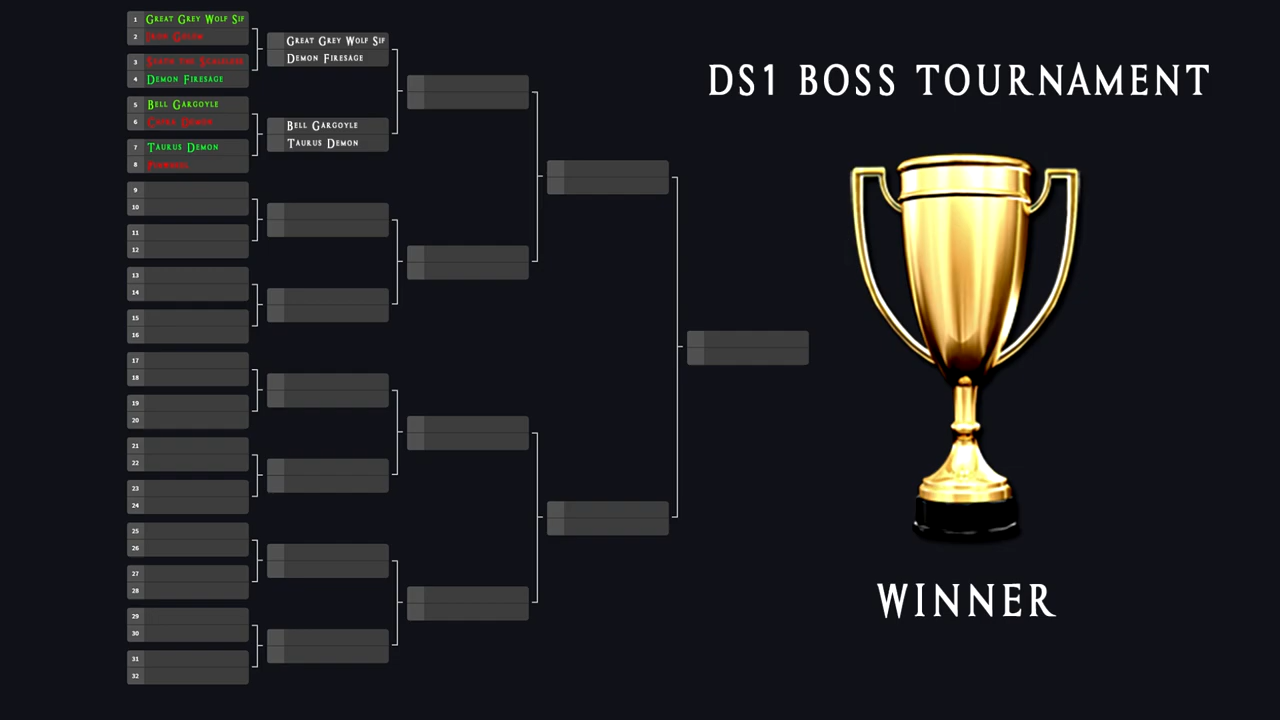 DS1 BOSS TOURNAMENT
1 GREAT GREY WOLF SIF
2 IRON GOLEM
3 SEATH THE SCALELESS
4 DEMON FIRESAGE
5 BELL GARGOYLE
6 CAPRA DEMON
7 TAURUS DEMON
8 PINWHEEL
9
10
11
12
13
14
15
16
17
18
19
20
21
22
23
24
25
26
27
28
29
30
31
32
GREAT GREY WOLF SIF
DEMON FIRESAGE
BELL GARGOYLE
TAURUS DEMON
WINNER